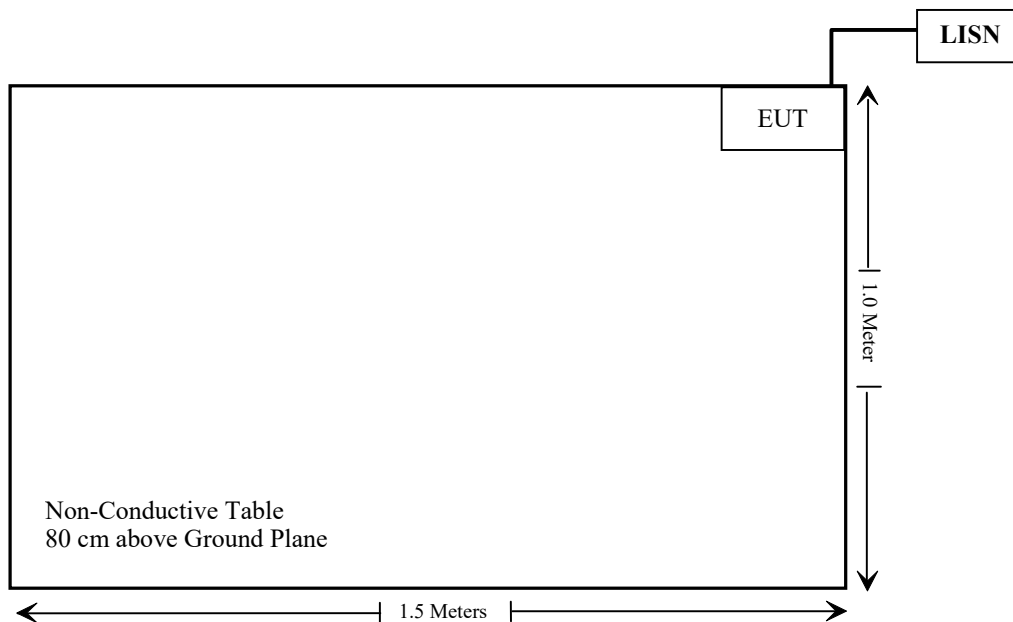 LISN
EUT
1.0 Meter
Non-Conductive Table
80 cm above Ground Plane
1.5 Meters